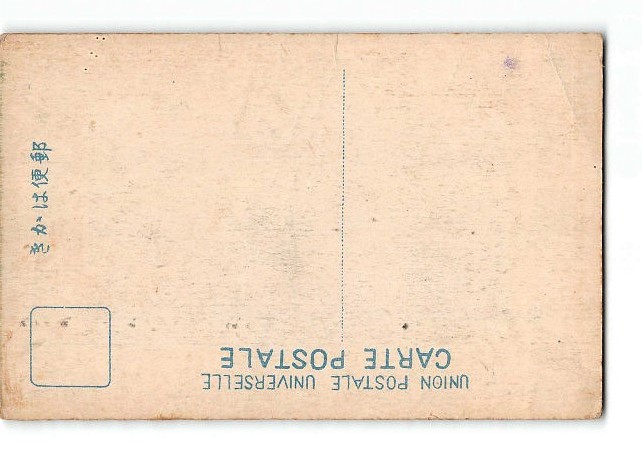 UNION POSTALE UNIVERSELLE
CARTE POSTALE
郵便はかき